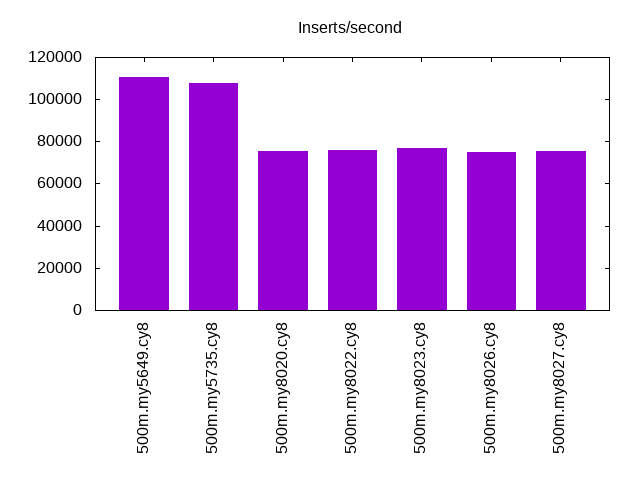 Inserts/second
120000
100000
80000
60000
40000
20000
0
500m.my5649.cy8
500m.my5735.cy8
500m.my8020.cy8
500m.my8022.cy8
500m.my8023.cy8
500m.my8026.cy8
500m.my8027.cy8